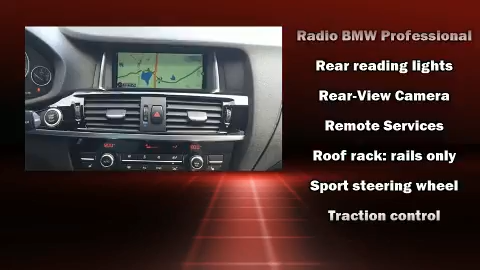 Radio BMW Professional
Rear reading lights
Rear-View Camera
Remote Services
Roof rack: rails only
Sport steering wheel
Traction control